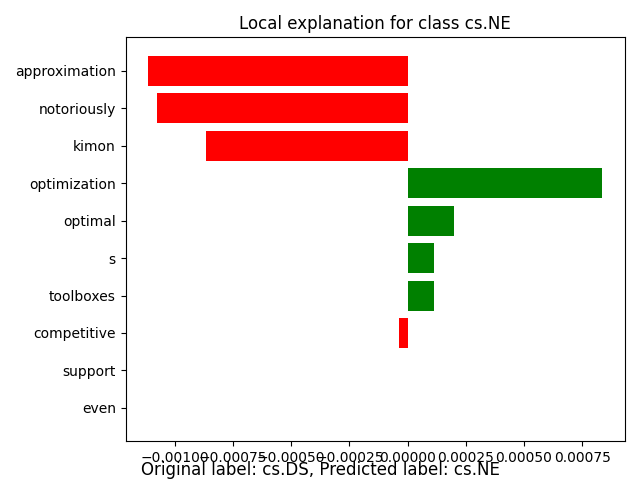 Local explanation for class cs.NE
approximation
notoriously
kimon
optimization
optimal
s
toolboxes
competitive
support
even
−0.00100 −0.00075 −0.00050 −0.00025 0.00000 0.00025 0.00050 0.00075
Original label: cs.DS, Predicted label: cs.NE